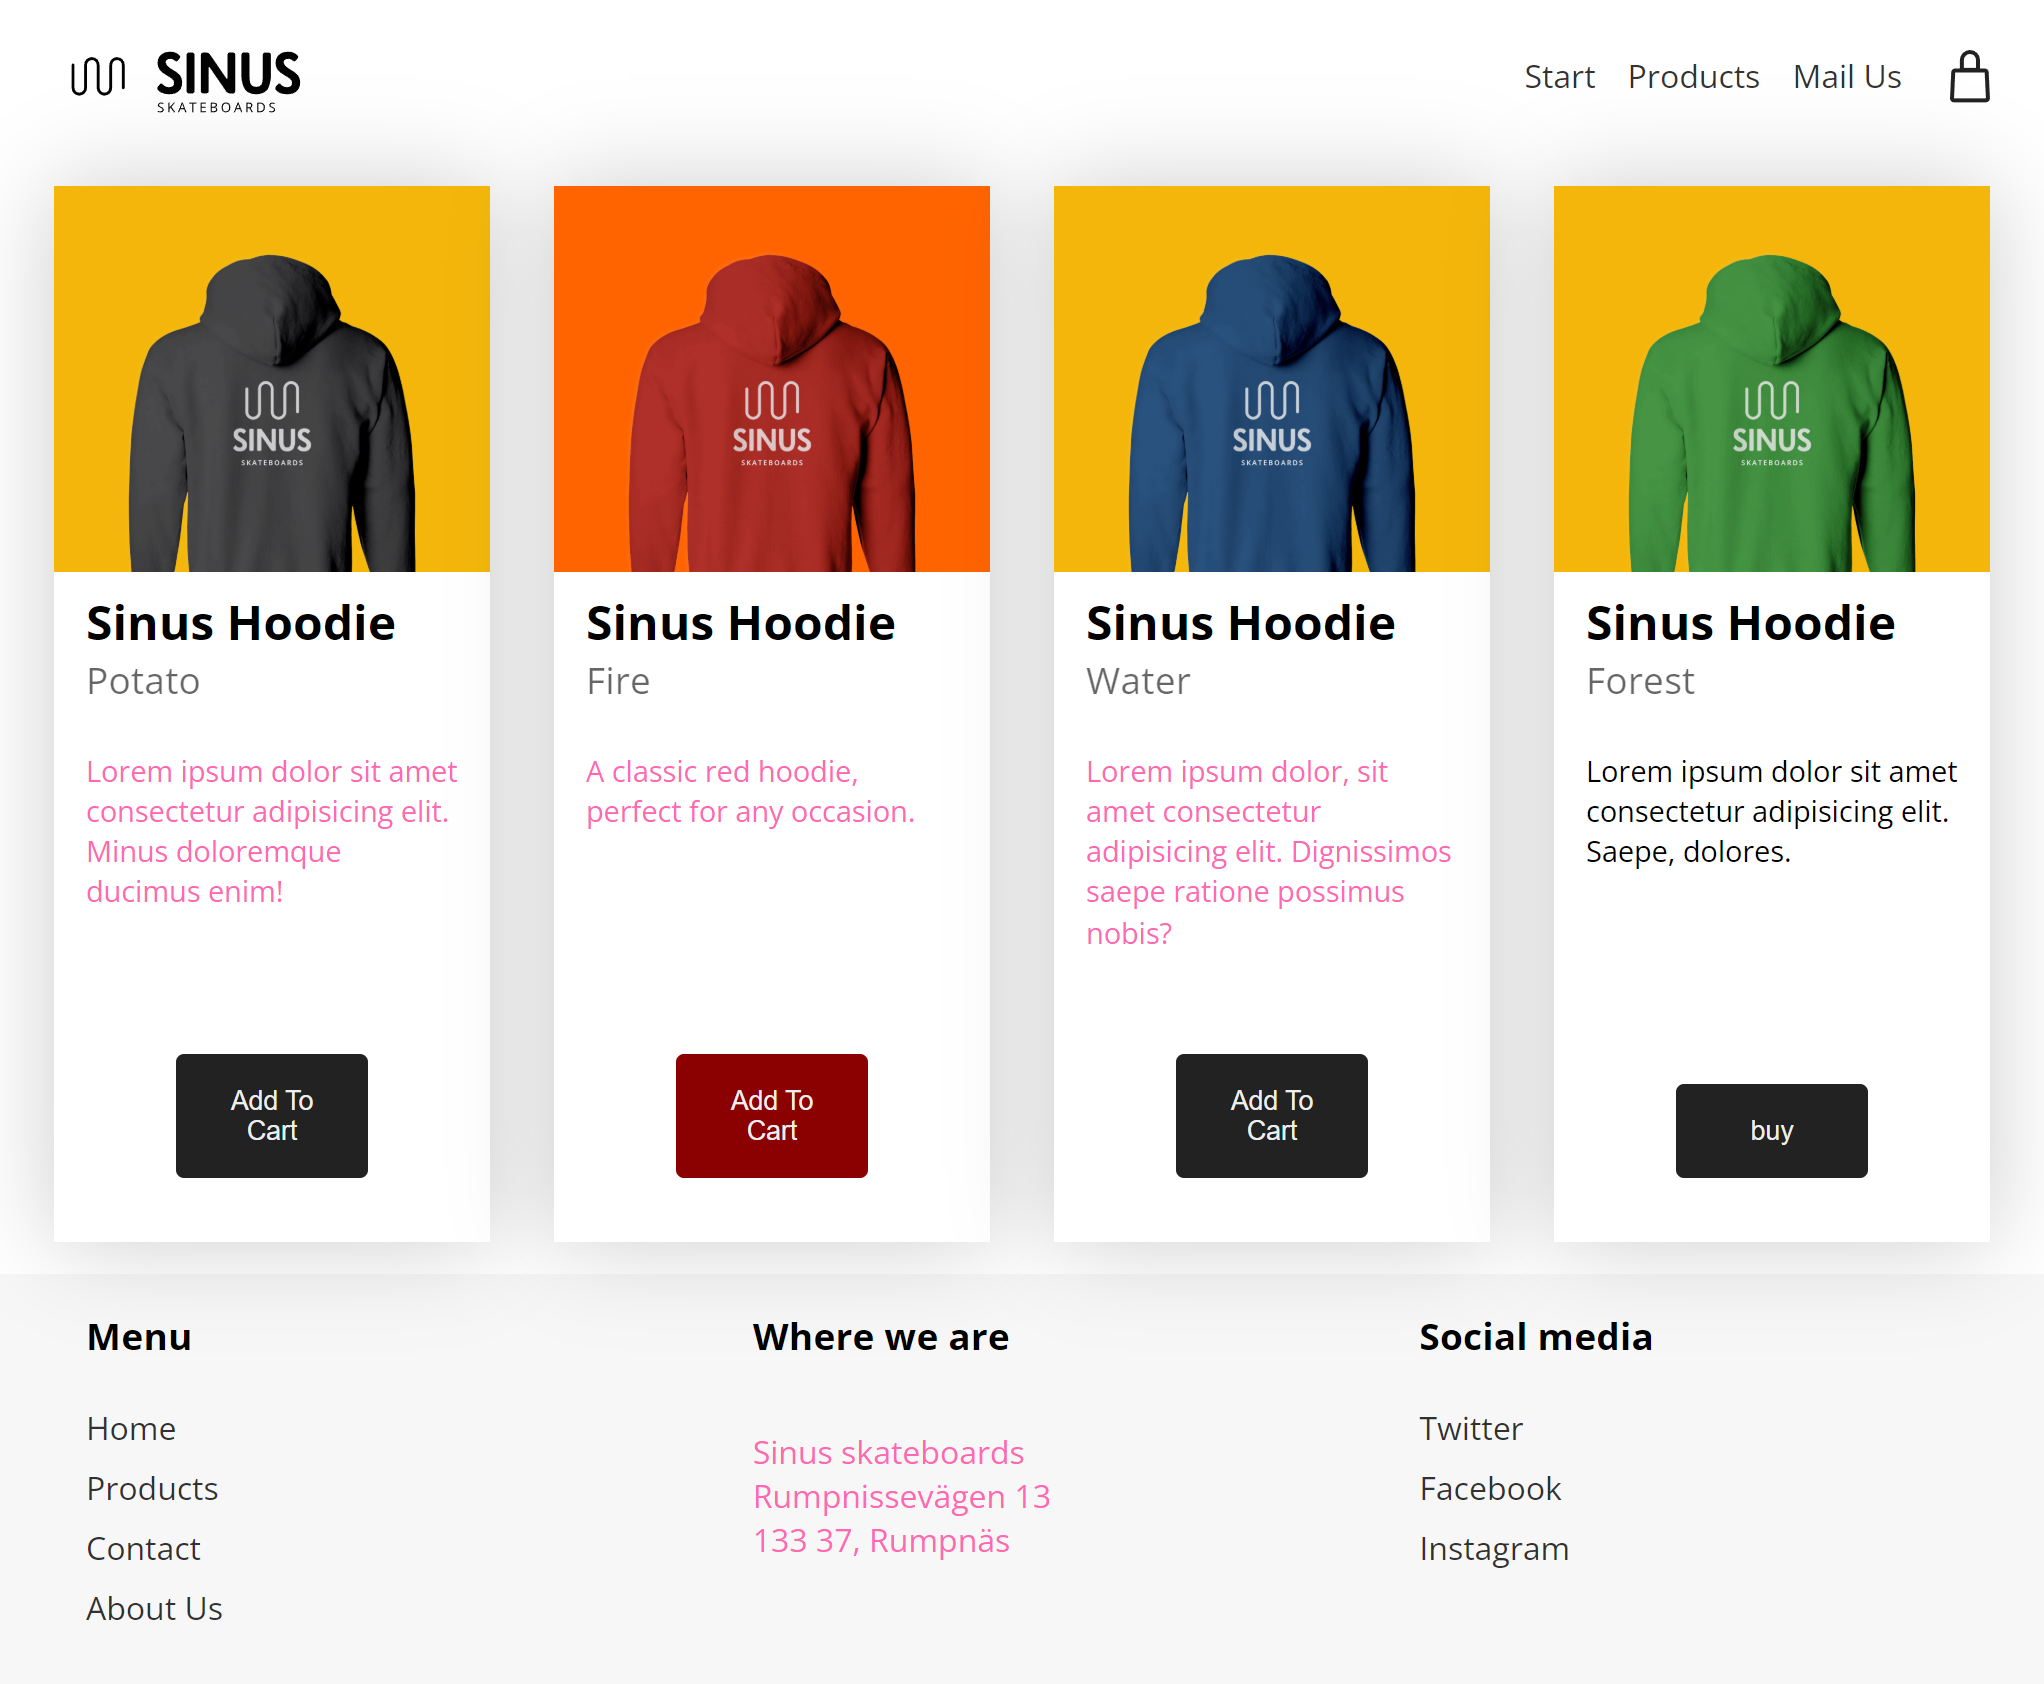 SINUS
SKATEBOARDS
Start Products Mail Us
SINUS
SKATEBOARDS
Sinus Hoodie
Potato
Lorem ipsum dolor sit amet
consectetur adipisicing elit.
Minus doloremque
ducimus enim!
Add To
Cart
SINUS
SKATEBOARDS
Sinus Hoodie
Fire
A classic red hoodie,
perfect for any occasion.
Add To
Cart
SINUS
SKATEBOARDS
Sinus Hoodie
Water
Lorem ipsum dolor, sit
amet consectetur
adipisicing elit. Dignissimos
saepe ratione possimus
nobis?
Add To
Cart
SINUS
SKATEBOARDS
Sinus Hoodie
Forest
Lorem ipsum dolor sit amet
consectetur adipisicing elit.
Saepe, dolores.
buy
Menu
Home
Products
Contact
About Us
Where we are
Sinus skateboards
Rumpnissevägen 13
133 37, Rumpnäs
Social media
Twitter
Facebook
Instagram